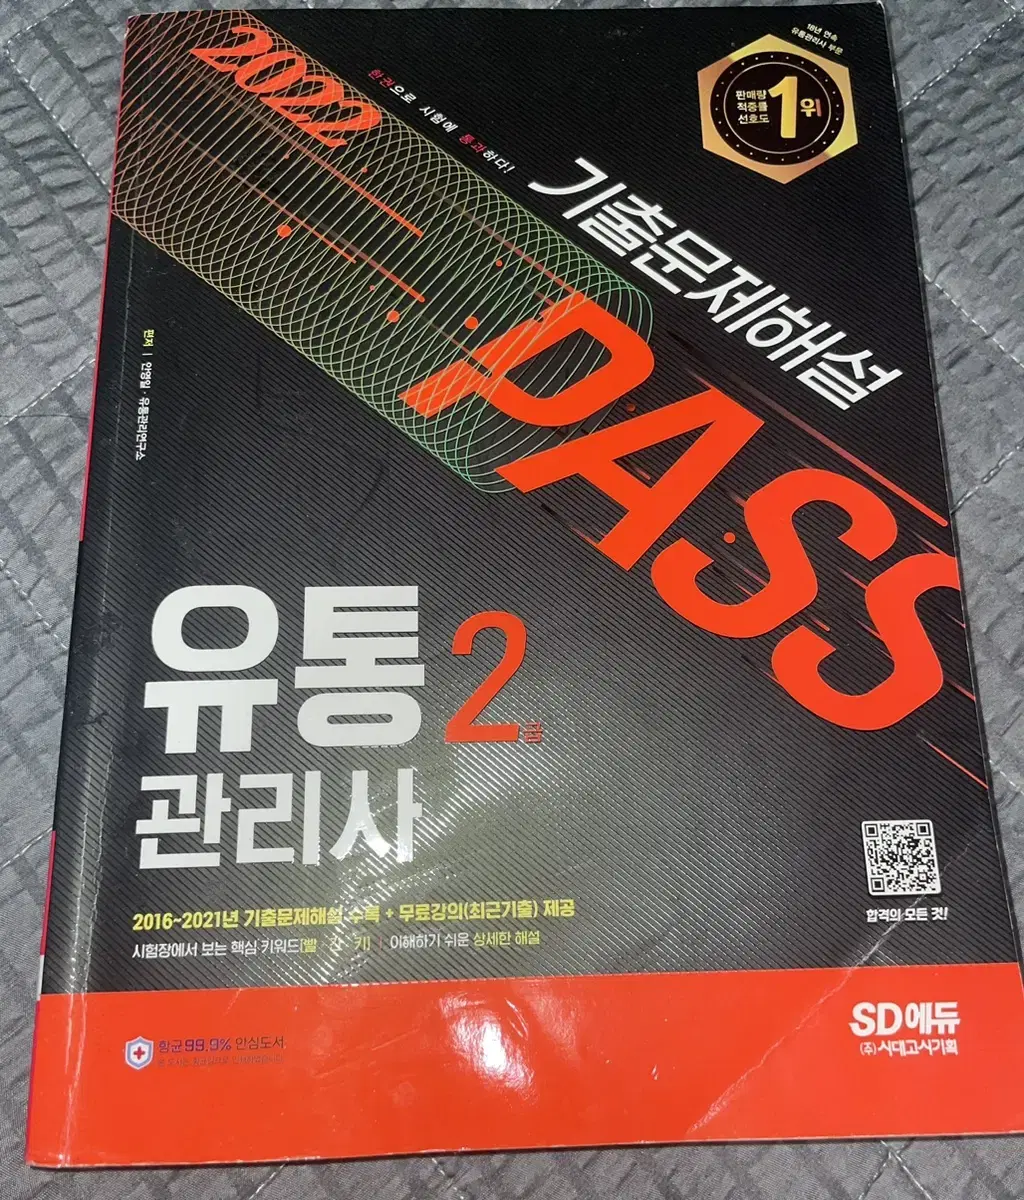 2022
한권으로 시험에 통과하다!
18년 연속
유통관리사 부문
판매량
적중률
선호도
1위
기출문제해설
PASS
편저 | 안영일 · 유통관리연구소
유통
관리사
2급
2016~2021년 기출문제해설 수록 + 무료강의(최근기출) 제공
시험장에서 보는 핵심 키워드[빨 · 간 · 키] | 이해하기 쉬운 상세한 해설
합격의 모든 것!
항균 99.9% 안심도서
SD에듀
(주)시대고시기획